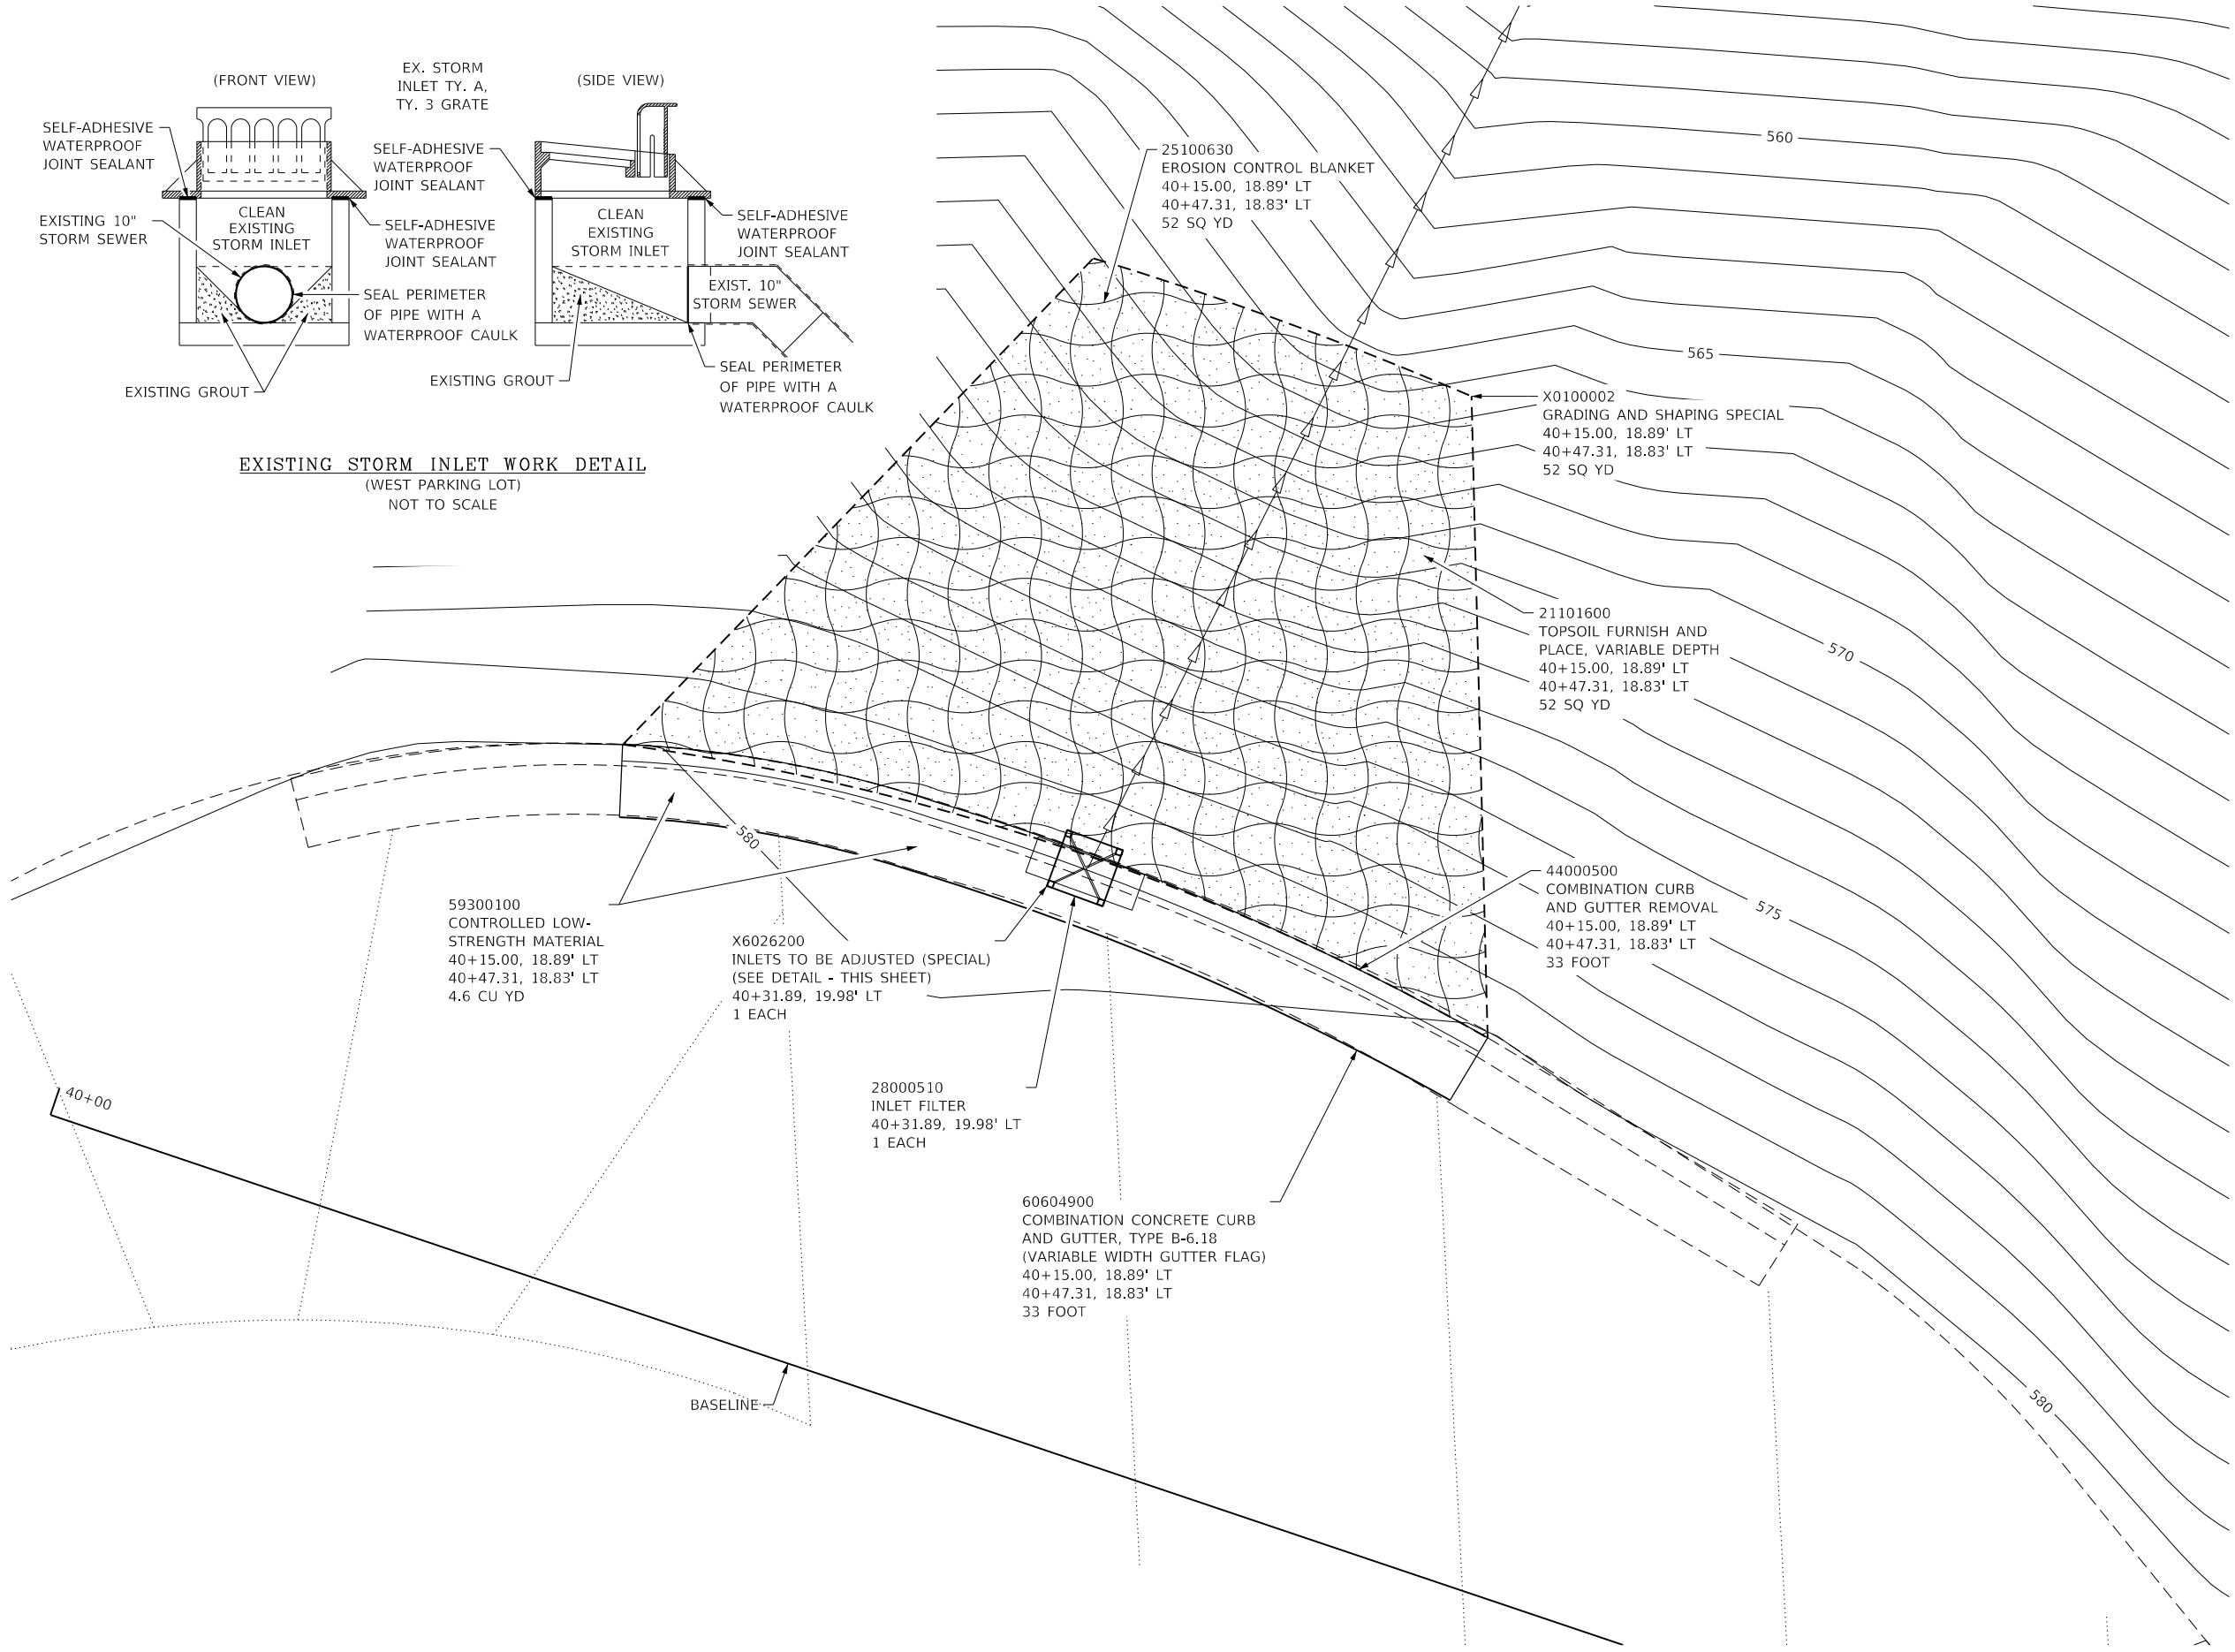 (FRONT VIEW)
EX. STORM
INLET TY. A,
TY. 3 GRATE
(SIDE VIEW)
SELF-ADHESIVE
WATERPROOF
JOINT SEALANT
SELF-ADHESIVE
WATERPROOF
JOINT SEALANT
EXISTING 10"
STORM SEWER
CLEAN
EXISTING
STORM INLET
SELF-ADHESIVE
WATERPROOF
JOINT SEALANT
CLEAN
EXISTING
STORM INLET
SELF-ADHESIVE
WATERPROOF
JOINT SEALANT
SEAL PERIMETER
OF PIPE WITH A
WATERPROOF CAULK
EXIST. 10"
STORM SEWER
EXISTING GROUT
EXISTING GROUT
SEAL PERIMETER
OF PIPE WITH A
WATERPROOF CAULK
EXISTING STORM INLET WORK DETAIL
(WEST PARKING LOT)
NOT TO SCALE
25100630
EROSION CONTROL BLANKET
40+15.00, 18.89' LT
40+47.31, 18.83' LT
52 SQ YD
560
565
X0100002
GRADING AND SHAPING SPECIAL
40+15.00, 18.89' LT
40+47.31, 18.83' LT
52 SQ YD
21101600
TOPSOIL FURNISH AND
PLACE, VARIABLE DEPTH
40+15.00, 18.89' LT
40+47.31, 18.83' LT
52 SQ YD
570
580
44000500
COMBINATION CURB
AND GUTTER REMOVAL
40+15.00, 18.89' LT
40+47.31, 18.83' LT
33 FOOT
575
59300100
CONTROLLED LOW-
STRENGTH MATERIAL
40+15.00, 18.89' LT
40+47.31, 18.83' LT
4.6 CU YD
X6026200
INLETS TO BE ADJUSTED (SPECIAL)
(SEE DETAIL - THIS SHEET)
40+31.89, 19.98' LT
1 EACH
40+00
28000510
INLET FILTER
40+31.89, 19.98' LT
1 EACH
60604900
COMBINATION CONCRETE CURB
AND GUTTER, TYPE B-6.18
(VARIABLE WIDTH GUTTER FLAG)
40+15.00, 18.89' LT
40+47.31, 18.83' LT
33 FOOT
BASELINE
580